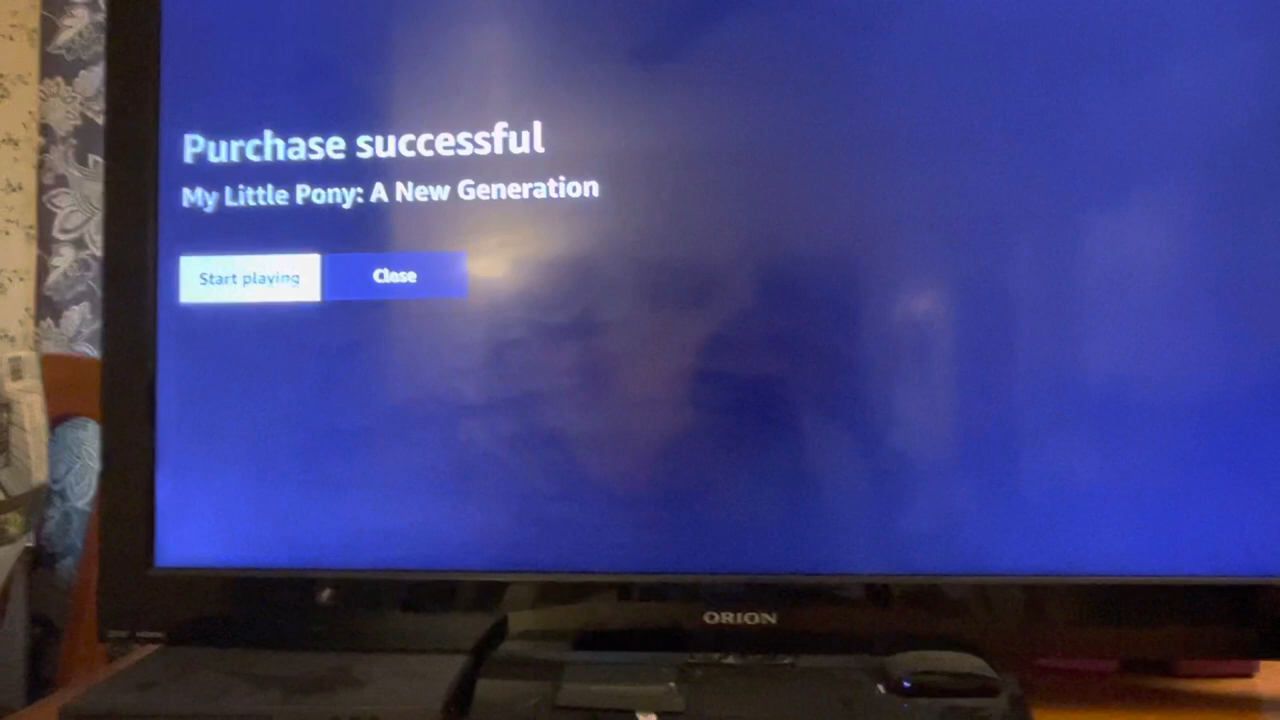 Purchase successful
My Little Pony: A New Generation
Start playing
Close
ORION